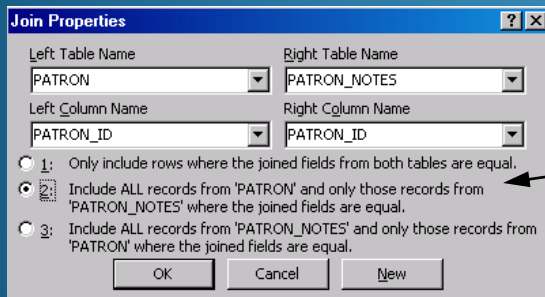 Join Properties
Left Table Name Right Table Name
PATRON PATRON_NOTES
Left Column Name Right Column Name
PATRON_ID PATRON_ID
1: Only include rows where the joined fields from both tables are equal.
2: Include ALL records from 'PATRON' and only those records from
'PATRON_NOTES' where the joined fields are equal.
3: Include ALL records from 'PATRON_NOTES' and only those records from
'PATRON' where the joined fields are equal.
OK Cancel New